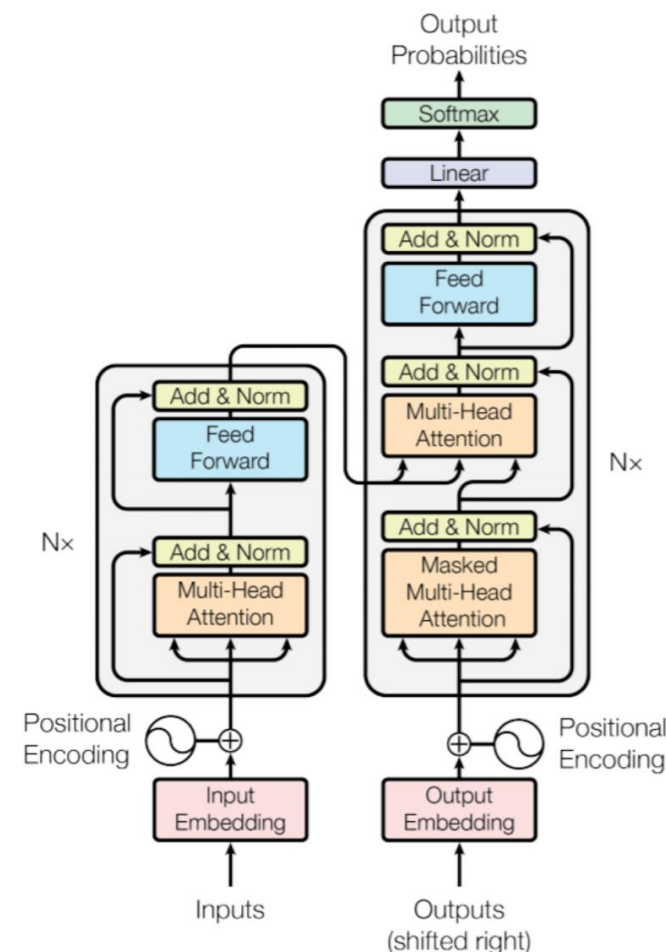 Output
Probabilities
Softmax
Linear
Add & Norm
Feed
Forward
Add & Norm
Multi-Head
Attention
Nx
Add & Norm
Masked
Multi-Head
Attention
Add & Norm
Feed
Forward
Nx
Add & Norm
Multi-Head
Attention
Positional
Encoding
Positional
Encoding
Input
Embedding
Output
Embedding
Inputs
Outputs
(shifted right)